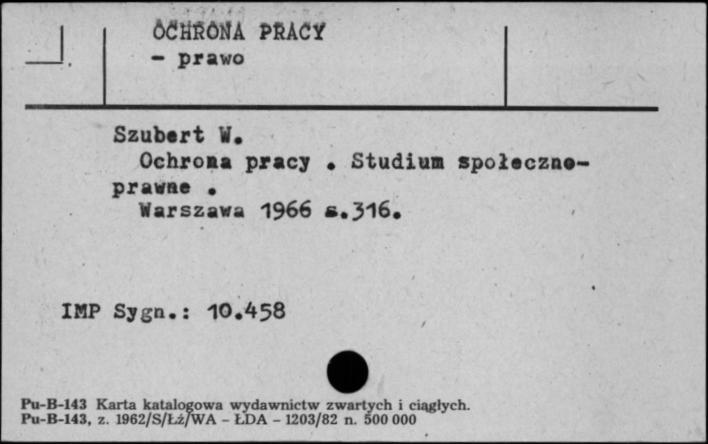 OCHRONA PRACY
- prawo
Szubert W.
Ochrona pracy . Studium społeczno-
prawne .
Warszawa 1966 s.316.
IMP Sygn.: 10.458
Pu-B-143 Karta katalogowa wydawnictw zwartych i ciągłych.
Pu-B-143, z. 1962/S/Łź/WA - ŁDA - 1203/82 n. 500 000